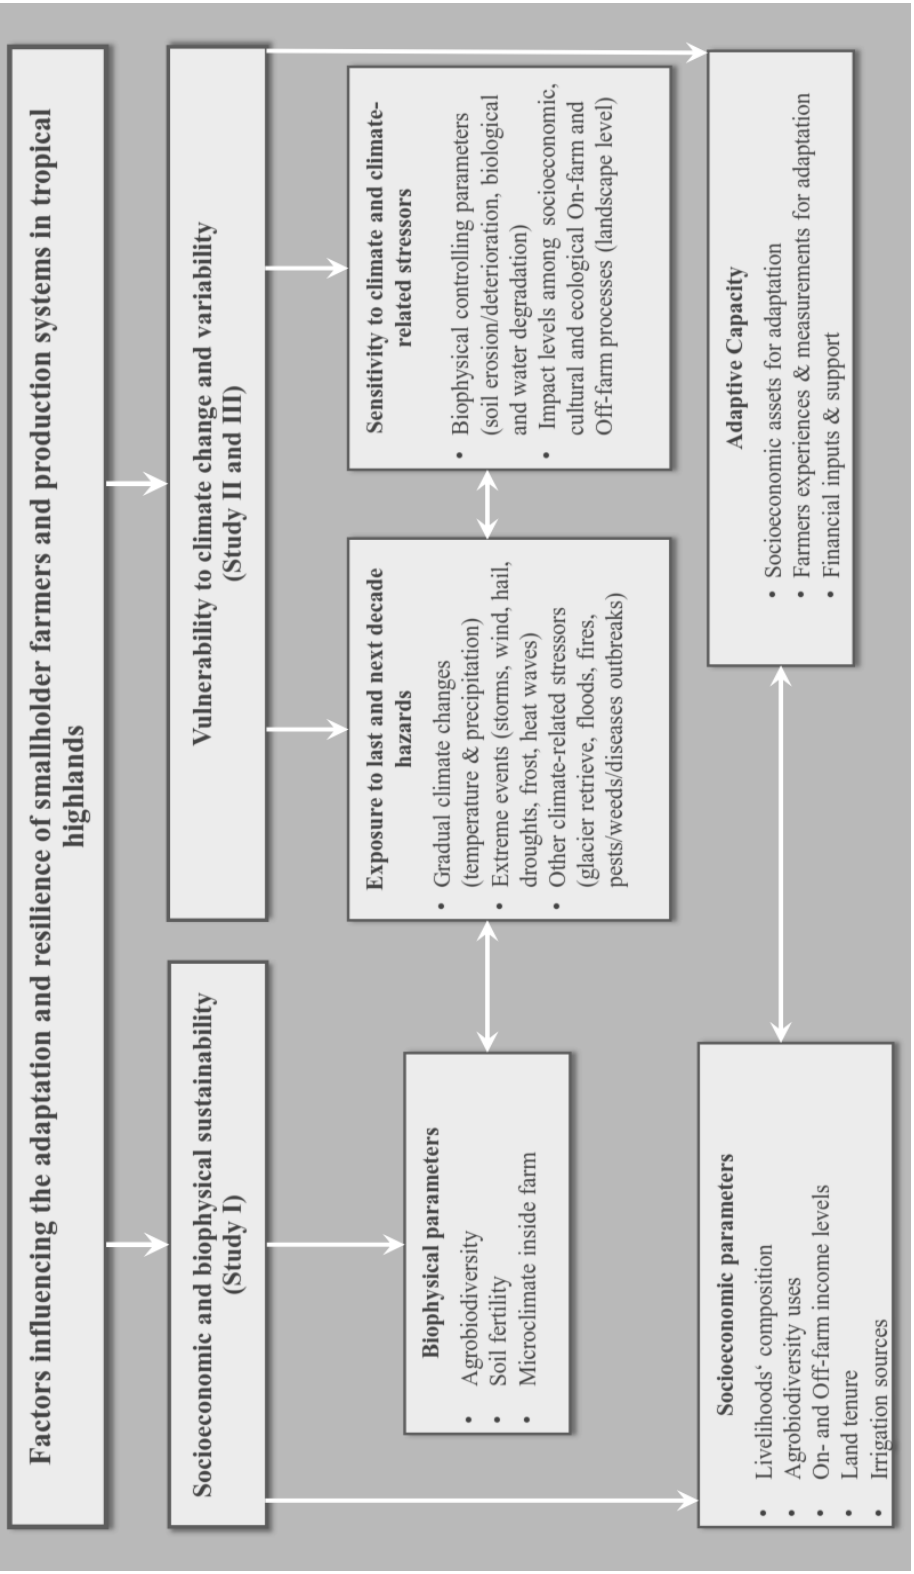 Factors influencing the adaptation and resilience of smallholder farmers and production systems in tropical
highlands
Socioeconomic and biophysical sustainability
(Study I)
Vulnerability to climate change and variability
(Study II and III)
Biophysical parameters
• Agrobiodiversity
• Soil fertility
• Microclimate inside farm
Exposure to last and next decade
hazards
• Gradual climate changes
(temperature & precipitation)
• Extreme events (storms, wind, hail,
droughts, frost, heat waves)
• Other climate-related stressors
(glacier retrieve, floods, fires,
pests/weeds/diseases outbreaks)
Sensitivity to climate and climate-
related stressors
• Biophysical controlling parameters
(soil erosion/deterioration, biological
and water degradation)
• Impact levels among socioeconomic,
cultural and ecological On-farm and
Off-farm processes (landscape level)
Socioeconomic parameters
• Livelihoods‘ composition
• Agrobiodiversity uses
• On- and Off-farm income levels
• Land tenure
• Irrigation sources
Adaptive Capacity
• Socioeconomic assets for adaptation
• Farmers experiences & measurements for adaptation
• Financial inputs & support